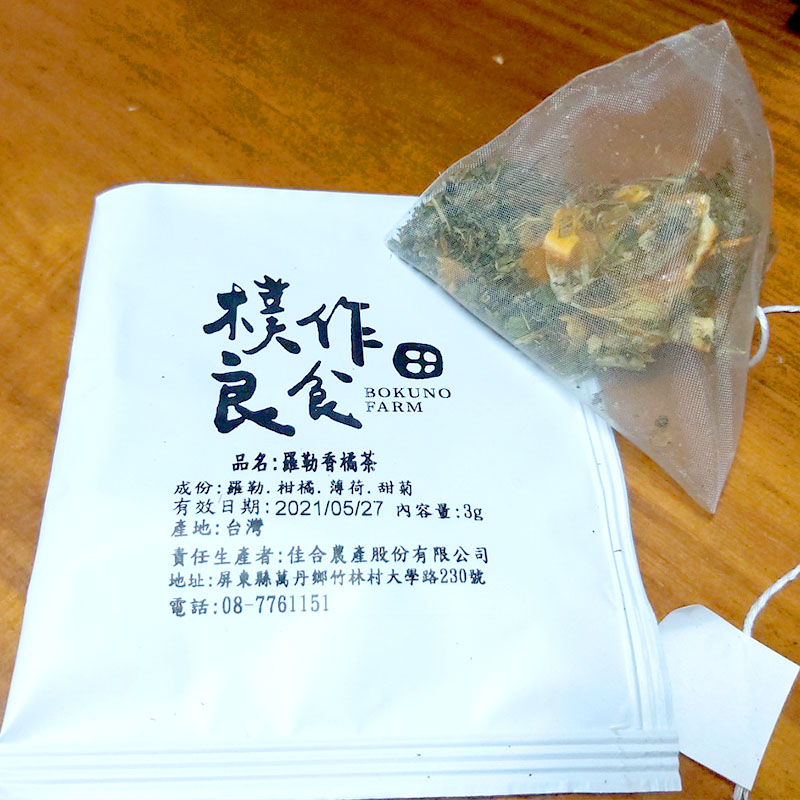 樸作
良食
BOKUNO
FARM
品名:羅勒香橘茶
成份:羅勒.柑橘.薄荷.甜菊
有效日期:2021/05/27 內容量:3g
產地:台灣
責任生產者:佳合農產股份有限公司
地址:屏東縣萬丹鄉竹林村大學路230號
電話:08-7761151